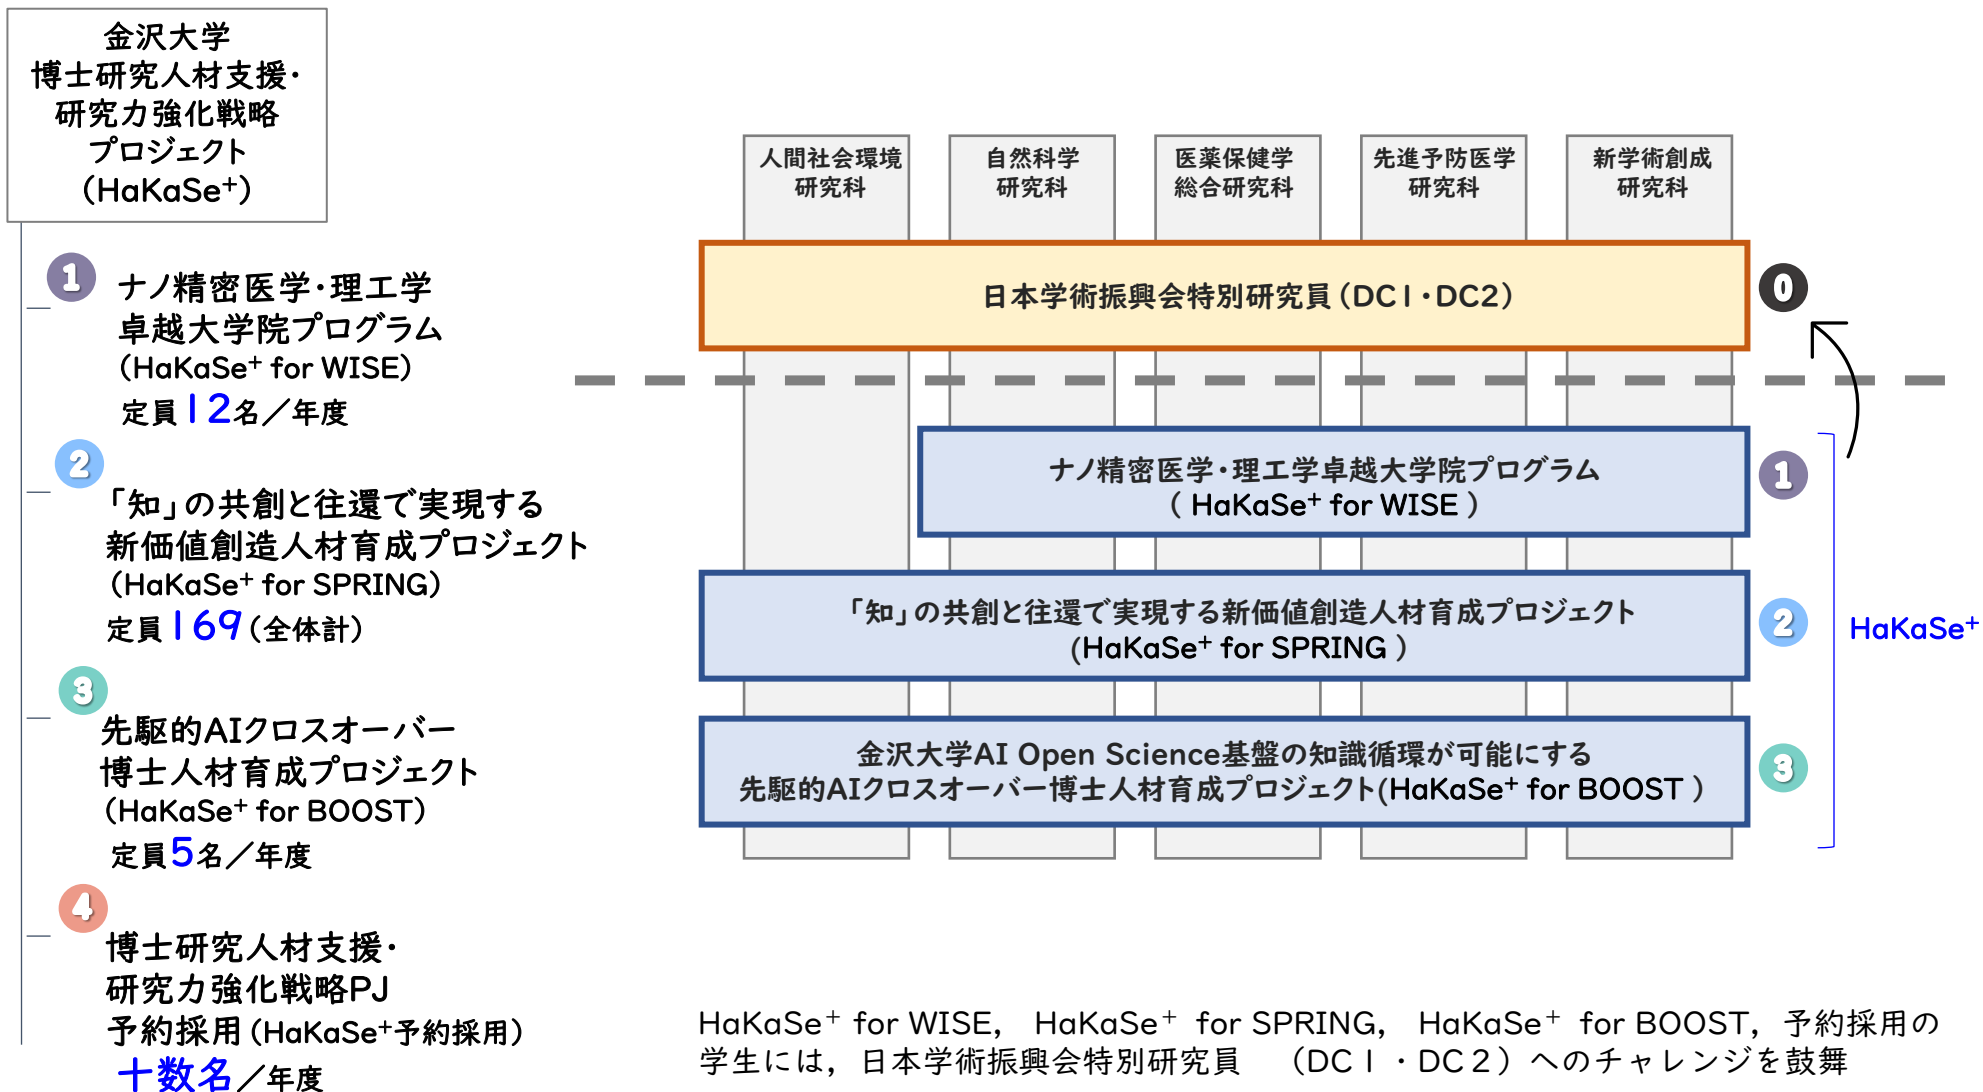 金沢大学
博士研究人材支援・
研究力強化戦略
プロジェクト
(HaKaSe⁺)
1
ナノ精密医学・理工学
卓越大学院プログラム
(HaKaSe⁺ for WISE)
定員12名／年度
2
「知」の共創と往還で実現する
新価値創造人材育成プロジェクト
(HaKaSe⁺ for SPRING)
定員169(全体計)
3
先駆的AIクロスオーバー
博士人材育成プロジェクト
(HaKaSe⁺ for BOOST)
定員5名／年度
4
博士研究人材支援・
研究力強化戦略PJ
予約採用(HaKaSe⁺予約採用)
十数名／年度
人間社会環境
研究科
自然科学
研究科
医薬保健学
総合研究科
先進予防医学
研究科
新学術創成
研究科
日本学術振興会特別研究員(DC1・DC2)
0
ナノ精密医学・理工学卓越大学院プログラム
( HaKaSe⁺ for WISE )
1
「知」の共創と往還で実現する新価値創造人材育成プロジェクト
(HaKaSe⁺ for SPRING )
2
金沢大学AI Open Science基盤の知識循環が可能にする
先駆的AIクロスオーバー博士人材育成プロジェクト(HaKaSe⁺ for BOOST )
3
HaKaSe⁺
HaKaSe⁺ for WISE, HaKaSe⁺ for SPRING, HaKaSe⁺ for BOOST, 予約採用の
学生には，日本学術振興会特別研究員 （DC１・DC２）へのチャレンジを鼓舞